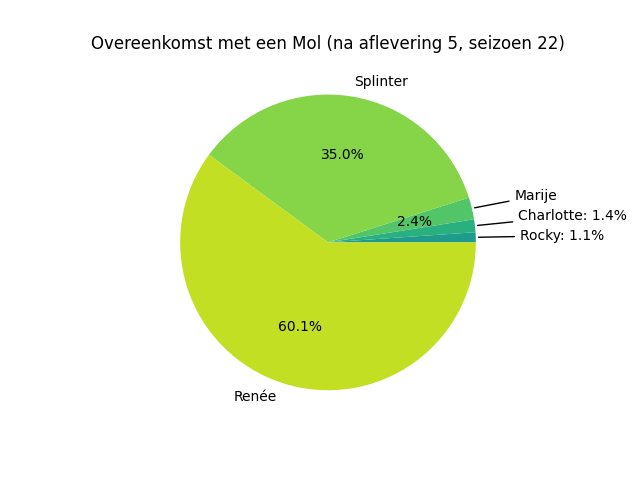 Overeenkomst met een Mol (na aflevering 5, seizoen 22)
Splinter
35.0%
Marije
2.4%
Charlotte: 1.4%
Rocky: 1.1%
60.1%
Renée